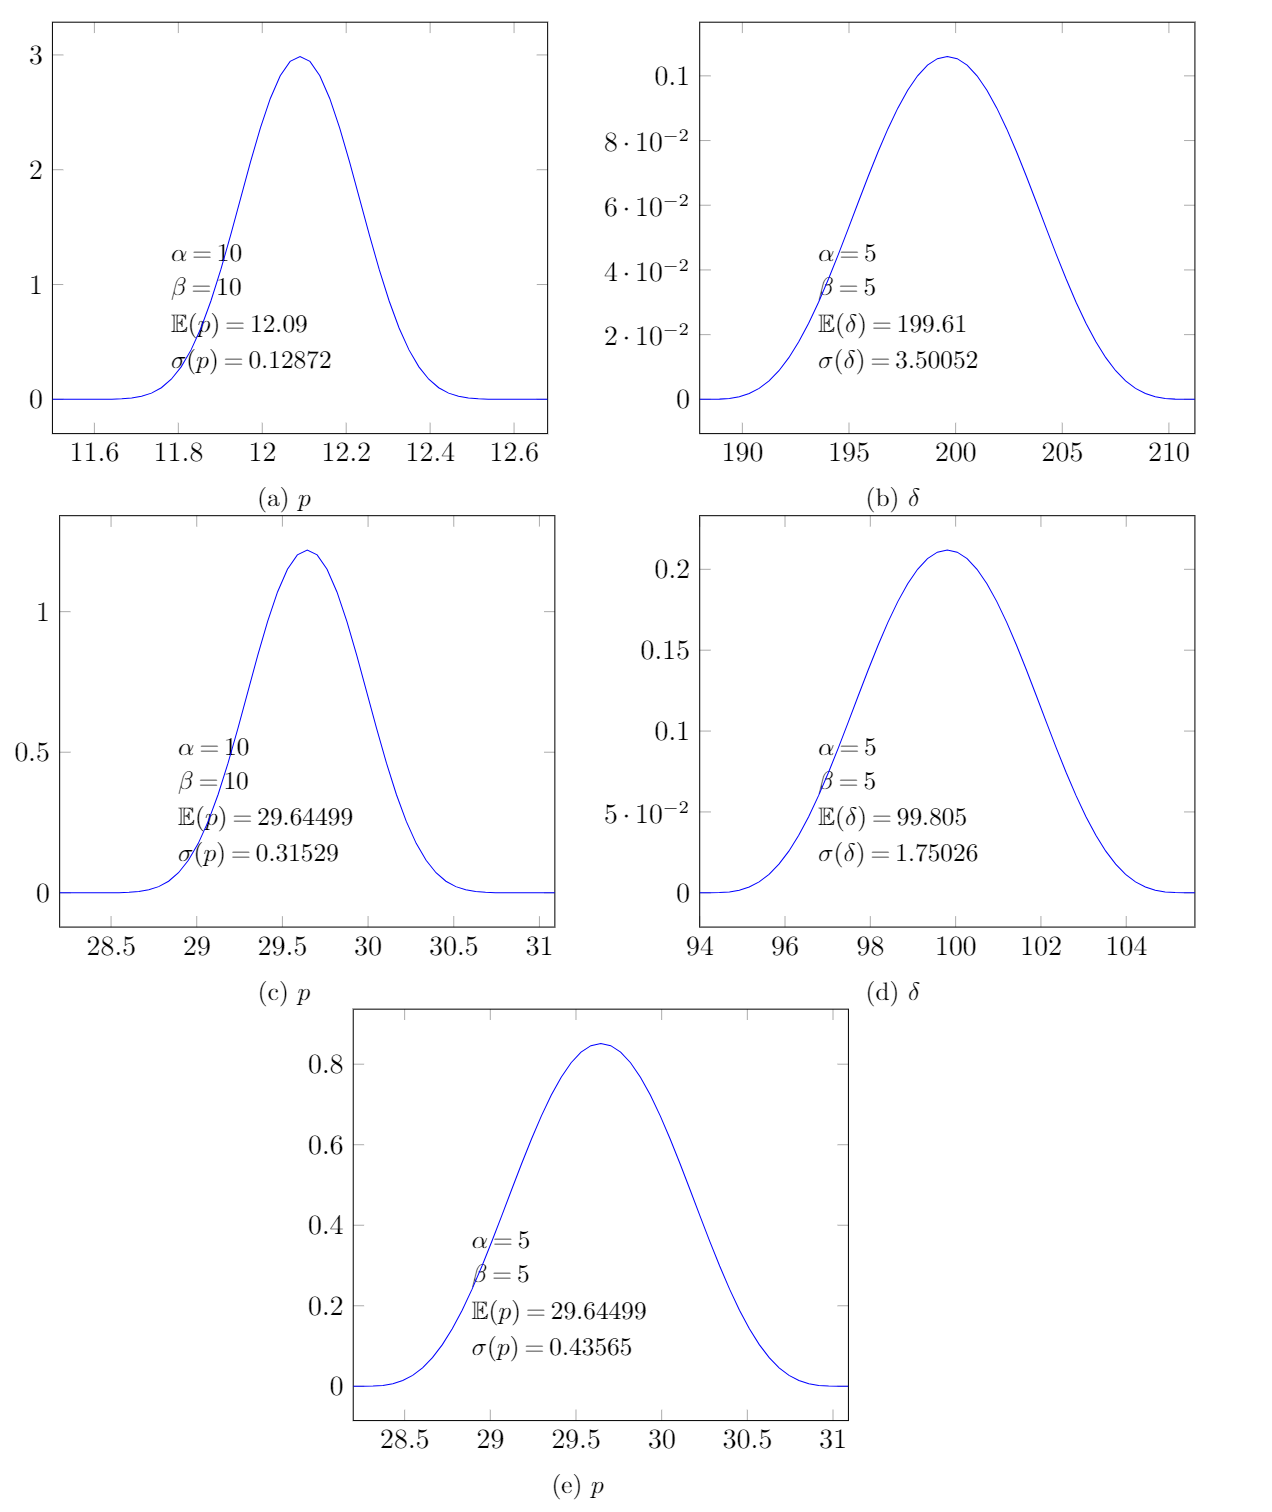 3
2
1
0
α = 10
β = 10
𝔼(p) = 12.09
σ(p) = 0.12872
11.6 11.8 12 12.2 12.4 12.6
(a) p
0.1
8 · 10⁻²
6 · 10⁻²
4 · 10⁻²
2 · 10⁻²
0
α = 5
β = 5
𝔼(δ) = 199.61
σ(δ) = 3.50052
190 195 200 205 210
(b) δ
1
0.5
0
α = 10
β = 10
𝔼(p) = 29.64499
σ(p) = 0.31529
28.5 29 29.5 30 30.5 31
(c) p
0.2
0.15
0.1
5 · 10⁻²
0
α = 5
β = 5
𝔼(δ) = 99.805
σ(δ) = 1.75026
94 96 98 100 102 104
(d) δ
0.8
0.6
0.4
0.2
0
α = 5
β = 5
𝔼(p) = 29.64499
σ(p) = 0.43565
28.5 29 29.5 30 30.5 31
(e) p